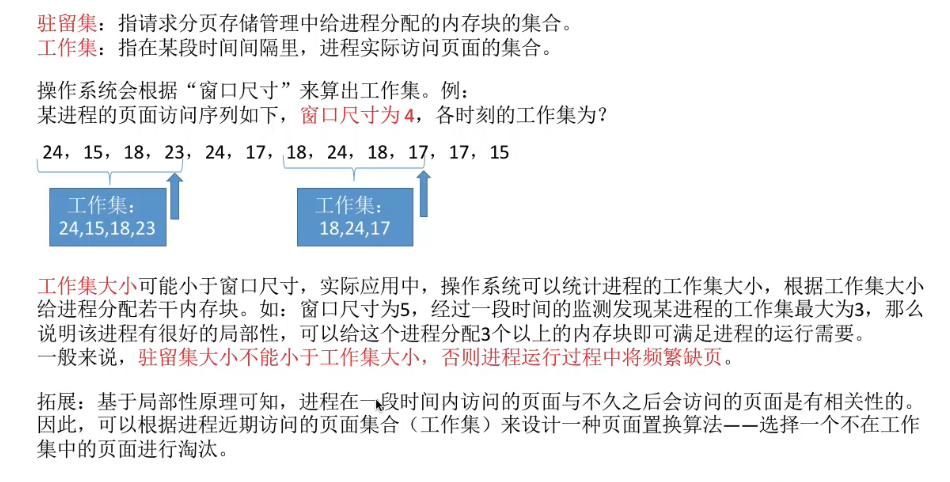 驻留集：指请求分页存储管理中给进程分配的内存块的集合。
工作集：指在某段时间间隔里，进程实际访问页面的集合。
操作系统会根据“窗口尺寸”来算出工作集。例：
某进程的页面访问序列如下，窗口尺寸为4，各时刻的工作集为？
24，15，18，23，24，17，18，24，18，17，17，15
工作集：
24,15,18,23
工作集：
18,24,17
工作集大小可能小于窗口尺寸，实际应用中，操作系统可以统计进程的工作集大小，根据工作集大小
给进程分配若干内存块。如：窗口尺寸为5，经过一段时间的监测发现某进程的工作集最大为3，那么
说明该进程有很好的局部性，可以给这个进程分配3个以上的内存块即可满足进程的运行需要。
一般来说，驻留集大小不能小于工作集大小，否则进程运行过程中将频繁缺页。
拓展：基于局部性原理可知，进程在一段时间内访问的页面与不久之后会访问的页面是有相关性的。
因此，可以根据进程近期访问的页面集合（工作集）来设计一种页面置换算法——选择一个不在工作
集中的页面进行淘汰。